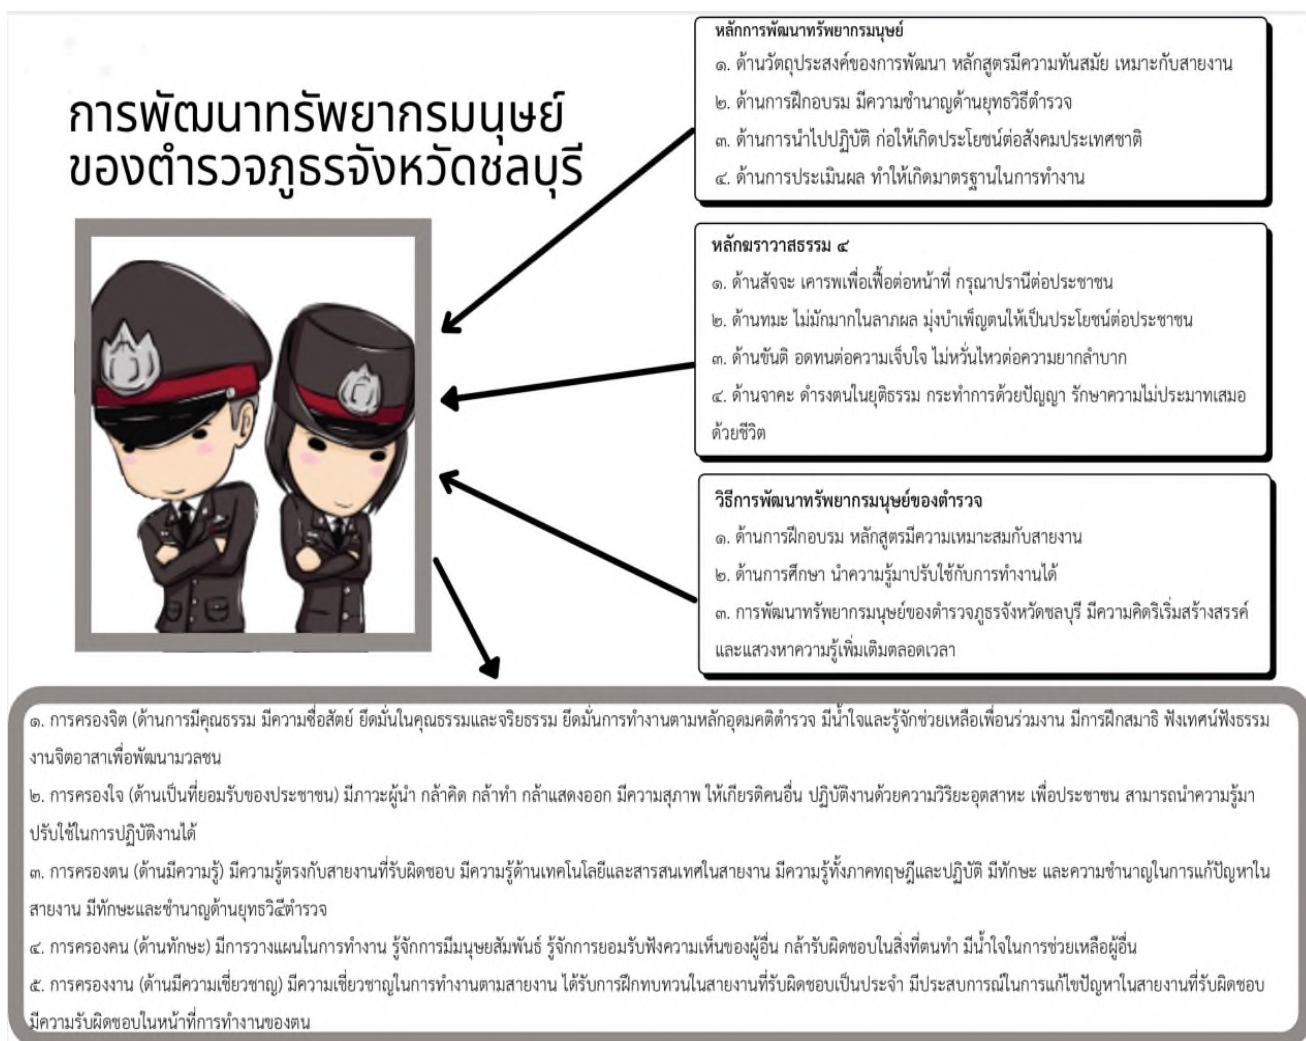 การพัฒนาทรัพยากรมนุษย์
ของตำรวจภูธรจังหวัดชลบุรี
หลักการพัฒนาทรัพยากรมนุษย์
๑. ด้านวัตถุประสงค์ของการพัฒนา หลักสูตรมีความทันสมัย เหมาะกับสายงาน
๒. ด้านการฝึกอบรม มีความชำนาญด้านยุทธวิธีตำรวจ
๓. ด้านการนำไปปฏิบัติ ก่อให้เกิดประโยชน์ต่อสังคมประเทศชาติ
๔. ด้านการประเมินผล ทำให้เกิดมาตรฐานในการทำงาน
หลักฆราวาสธรรม ๔
๑. ด้านสัจจะ เคารพเพื่อเฟื้อต่อหน้าที่ กรุณาปรานีต่อประชาชน
๒. ด้านทมะ ไม่มักมากในลาภผล มุ่งบำเพ็ญตนให้เป็นประโยชน์ต่อประชาชน
๓. ด้านขันติ อดทนต่อความเจ็บใจ ไม่หวั่นไหวต่อความยากลำบาก
๔. ด้านจาคะ ดำรงตนในยุติธรรม กระทำการด้วยปัญญา รักษาความไม่ประมาทเสมอ
ด้วยชีวิต
วิธีการพัฒนาทรัพยากรมนุษย์ของตำรวจ
๑. ด้านการฝึกอบรม หลักสูตรมีความเหมาะสมกับสายงาน
๒. ด้านการศึกษา นำความรู้มาปรับใช้กับการทำงานได้
๓. การพัฒนาทรัพยากรมนุษย์ของตำรวจภูธรจังหวัดชลบุรี มีความคิดริเริ่มสร้างสรรค์
และแสวงหาความรู้เพิ่มเติมตลอดเวลา
๑. การครองจิต (ด้านการมีคุณธรรม มีความซื่อสัตย์ ยึดมั่นในคุณธรรมและจริยธรรม ยึดมั่นการทำงานตามหลักอุดมคติตำรวจ มีน้ำใจและรู้จักช่วยเหลือเพื่อนร่วมงาน มีการฝึกสมาธิ ฟังเทศน์ฟังธรรม
งานจิตอาสาเพื่อพัฒนามวลชน
๒. การครองใจ (ด้านเป็นที่ยอมรับของประชาชน) มีภาวะผู้นำ กล้าคิด กล้าทำ กล้าแสดงออก มีความสุภาพ ให้เกียรติคนอื่น ปฏิบัติงานด้วยความวิริยะอุตสาหะ เพื่อประชาชน สามารถนำความรู้มา
ปรับใช้ในการปฏิบัติงานได้
๓. การครองตน (ด้านมีความรู้) มีความรู้ตรงกับสายงานที่รับผิดชอบ มีความรู้ด้านเทคโนโลยีและสารสนเทศในสายงาน มีความรู้ทั้งภาคทฤษฎีและปฏิบัติ มีทักษะ และความชำนาญในการแก้ปัญหาใน
สายงาน มีทักษะและชำนาญด้านยุทธวิธีตำรวจ
๔. การครองคน (ด้านทักษะ) มีการวางแผนในการทำงาน รู้จักการมีมนุษยสัมพันธ์ รู้จักการยอมรับฟังความเห็นของผู้อื่น กล้ารับผิดชอบในสิ่งที่ตนทำ มีน้ำใจในการช่วยเหลือผู้อื่น
๕. การครองงาน (ด้านมีความเชี่ยวชาญ) มีความเชี่ยวชาญในการทำงานตามสายงาน ได้รับการฝึกทบทวนในสายงานที่รับผิดชอบเป็นประจำ มีประสบการณ์ในการแก้ไขปัญหาในสายงานที่รับผิดชอบ
มีความรับผิดชอบในหน้าที่การทำงานของตน